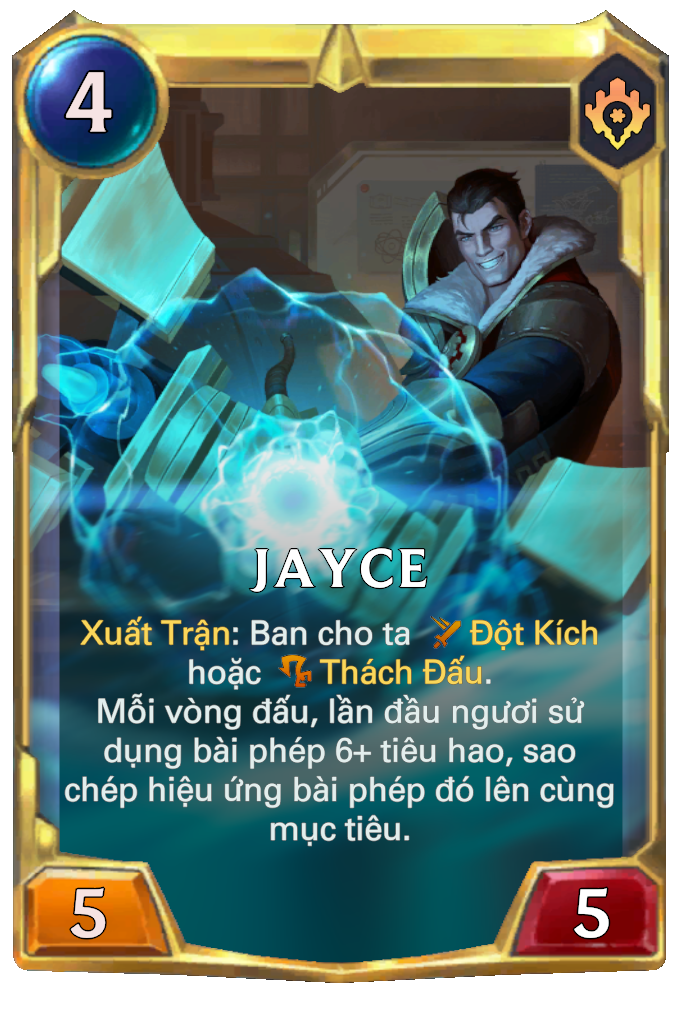 4
JAYCE
Xuất Trận: Ban cho ta Đột Kích
hoặc Thách Đấu.
Mỗi vòng đấu, lần đầu ngươi sử
dụng bài phép 6+ tiêu hao, sao
chép hiệu ứng bài phép đó lên cùng
mục tiêu.
5
5